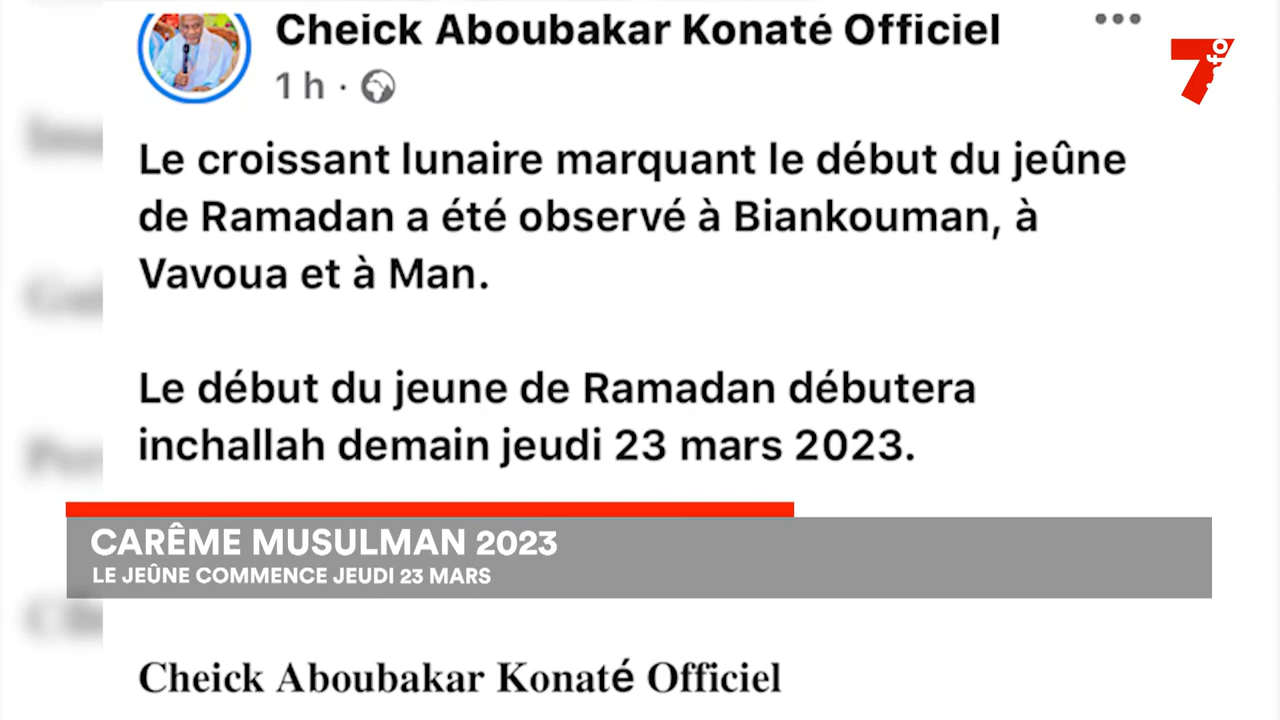 Cheick Aboubakar Konaté Officiel
1 h ·
7
fo
Le croissant lunaire marquant le début du jeûne
de Ramadan a été observé à Biankouman, à
Vavoua et à Man.
Le début du jeune de Ramadan débutera
inchallah demain jeudi 23 mars 2023.
CARÊME MUSULMAN 2023
LE JEÛNE COMMENCE JEUDI 23 MARS
Cheick Aboubakar Konaté Officiel